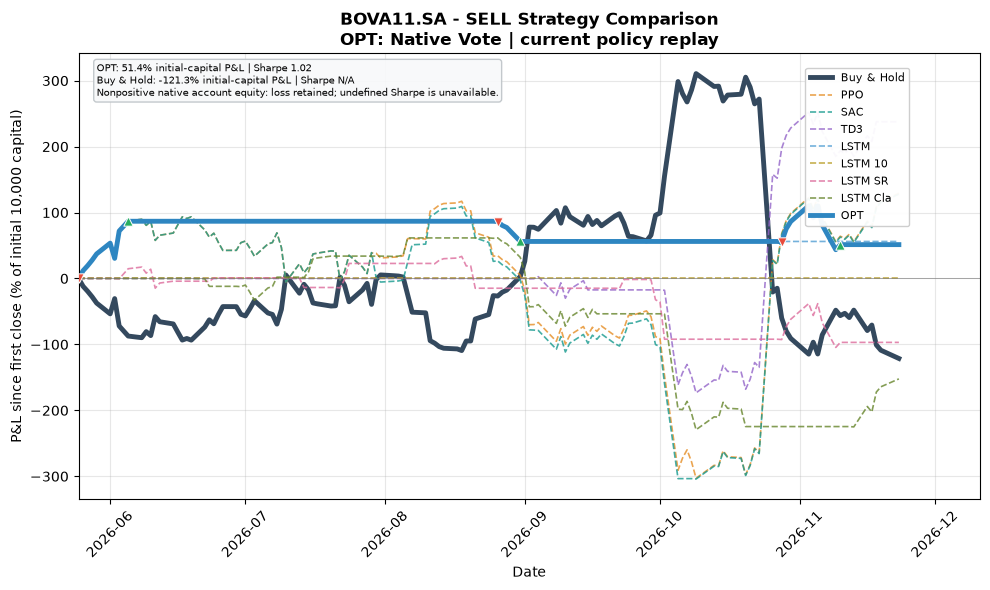 BOVA11.SA - SELL Strategy Comparison
OPT: Native Vote | current policy replay
OPT: 51.4% initial-capital P&L | Sharpe 1.02
Buy & Hold: -121.3% initial-capital P&L | Sharpe N/A
Nonpositive native account equity: loss retained; undefined Sharpe is unavailable.
Buy & Hold
PPO
SAC
TD3
LSTM
LSTM 10
LSTM SR
LSTM Cla
OPT
P&L since first close (% of initial 10,000 capital)
300
200
100
0
−100
−200
−300
2026-06
2026-07
2026-08
2026-09
2026-10
2026-11
2026-12
Date